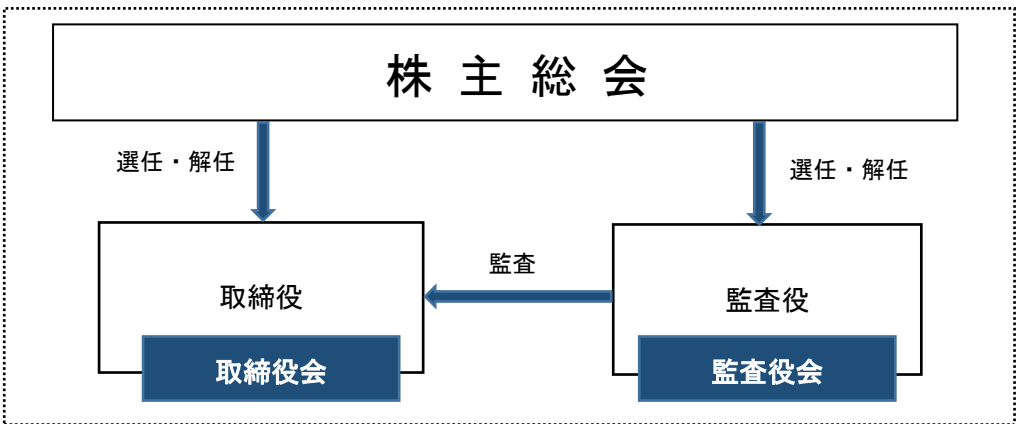 株 主 総 会
選任・解任
選任・解任
監査
取締役
監査役
取締役会
監査役会